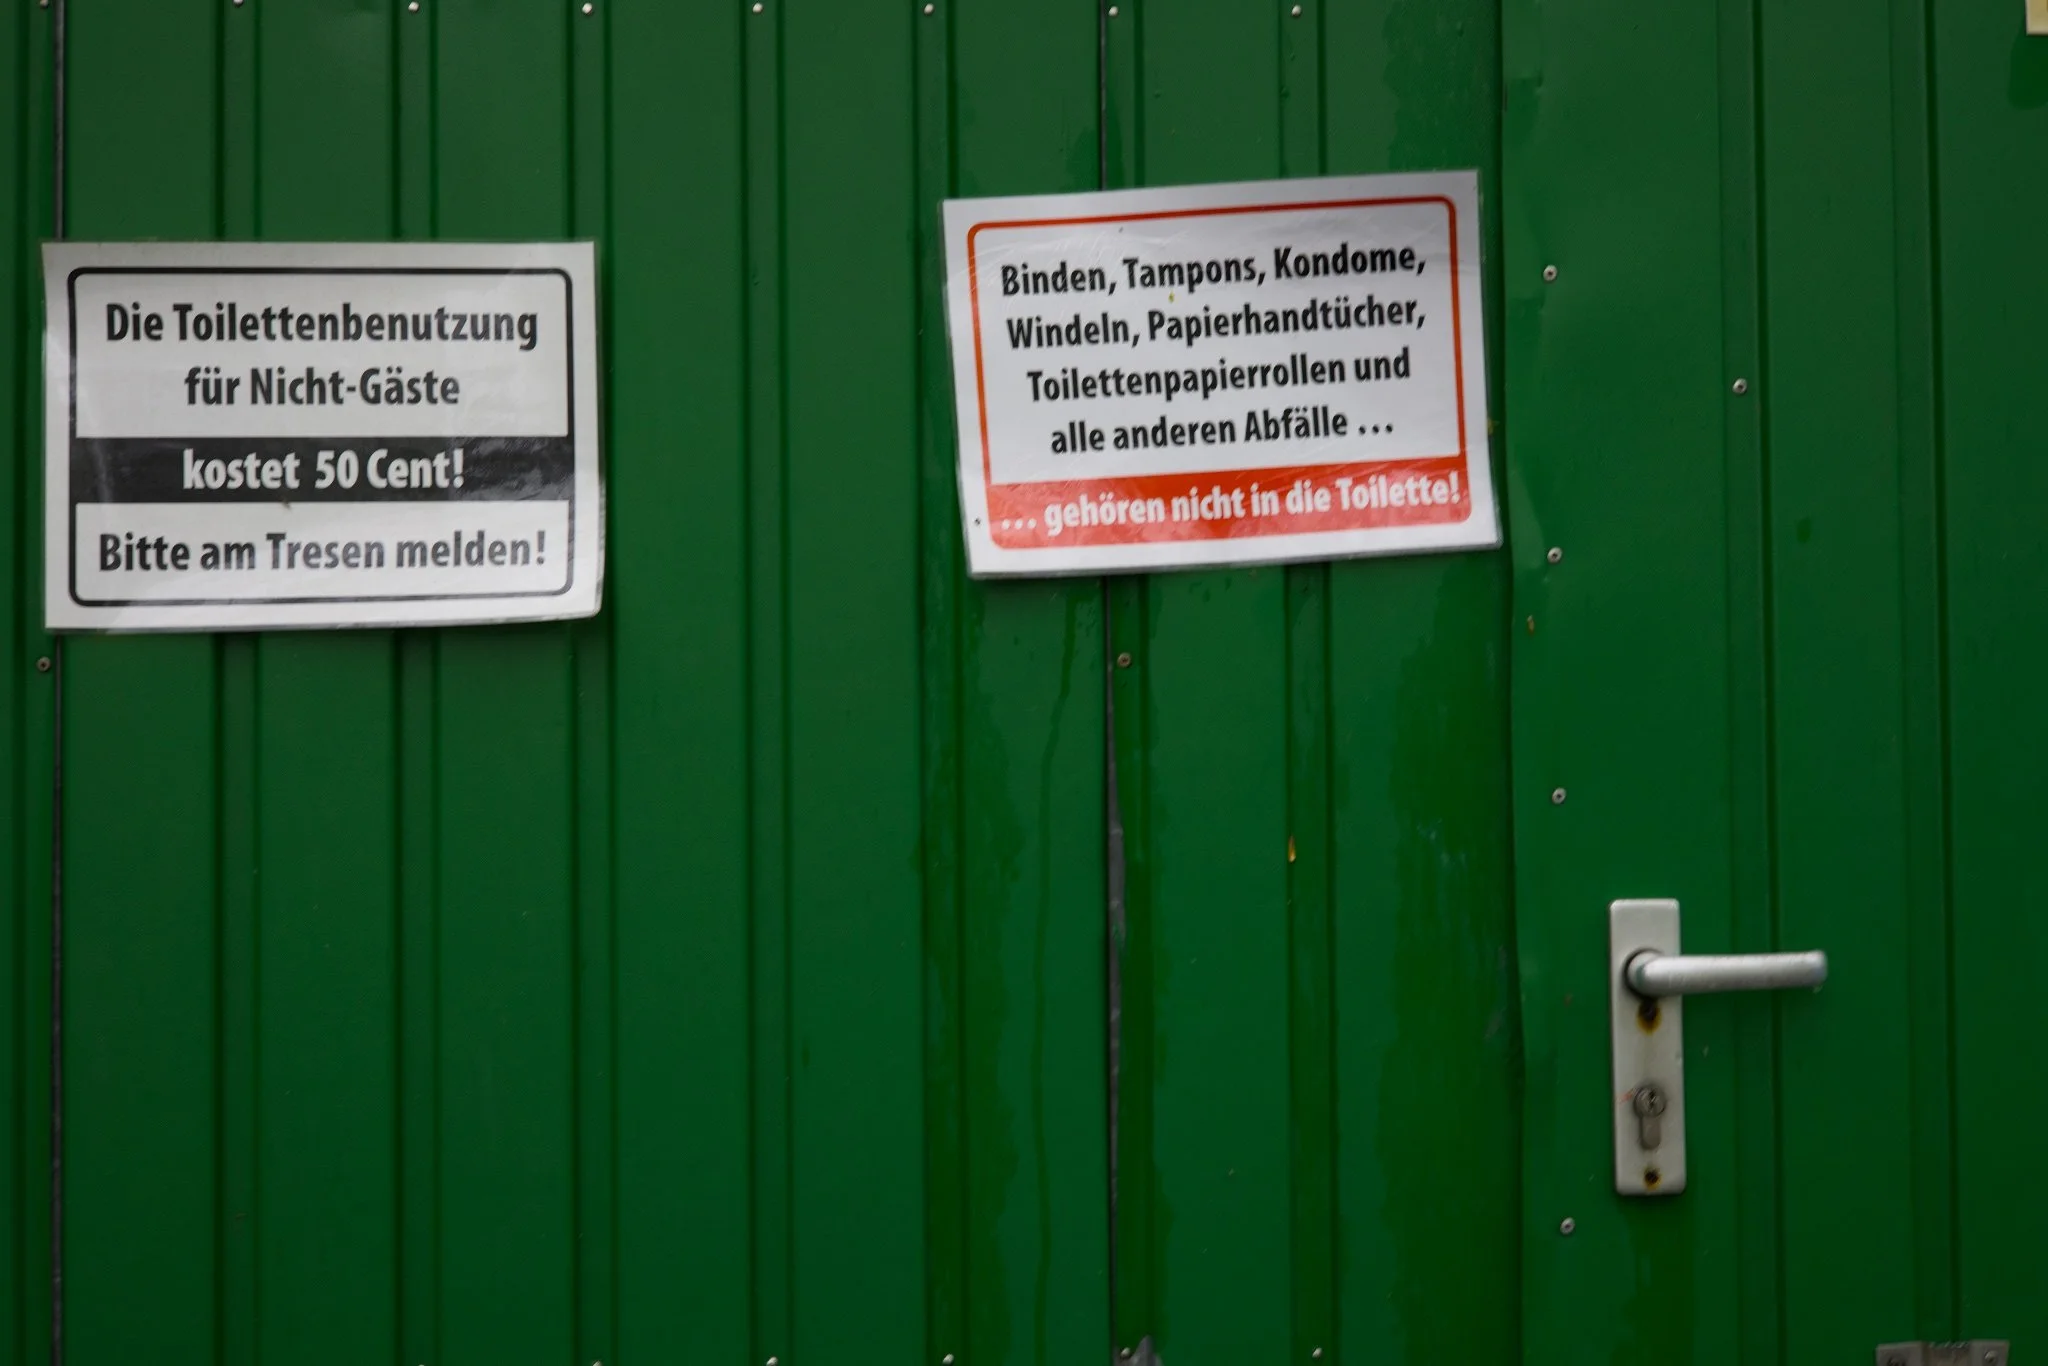 Die Toilettenbenutzung
für Nicht-Gäste
kostet 50 Cent!
Bitte am Tresen melden!
Binden, Tampons, Kondome,
Windeln, Papierhandtücher,
Toilettenpapierrollen und
alle anderen Abfälle ...
... gehören nicht in die Toilette!